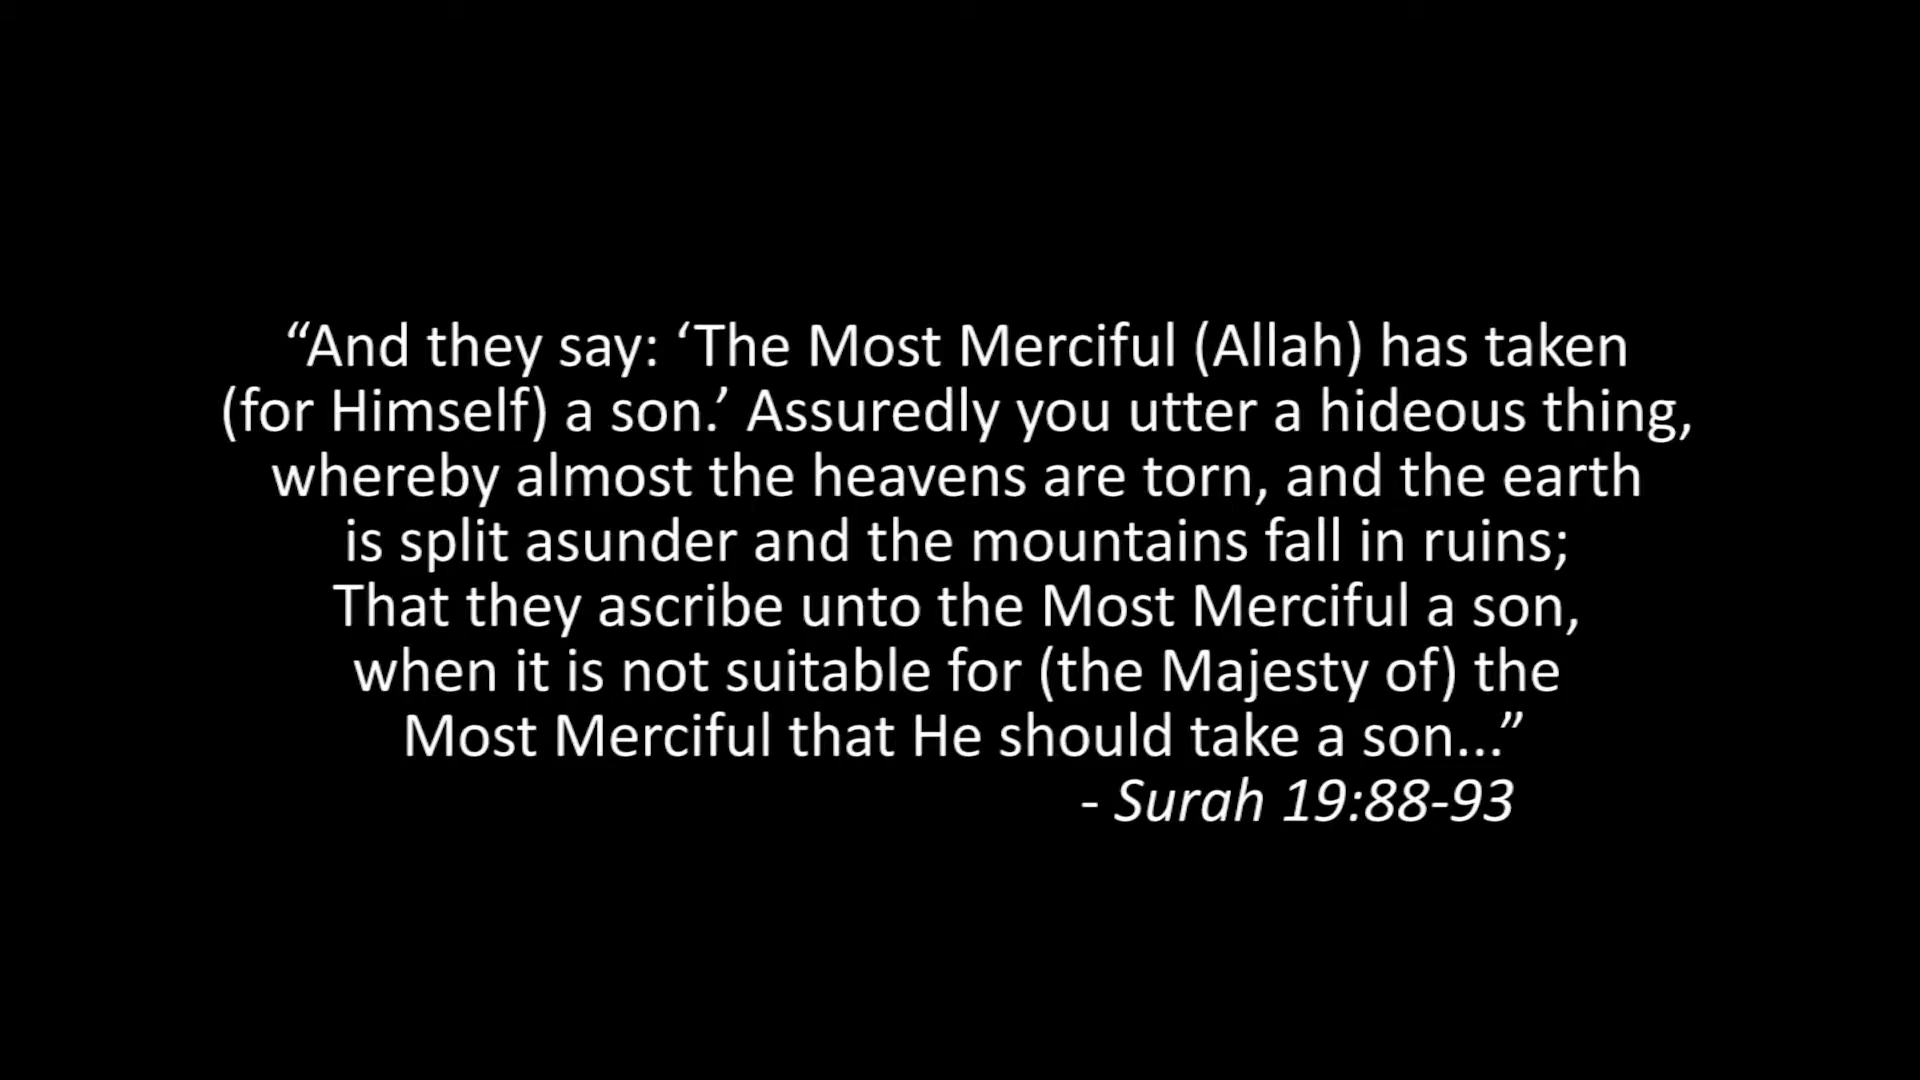 “And they say: ‘The Most Merciful (Allah) has taken
(for Himself) a son.’ Assuredly you utter a hideous thing,
whereby almost the heavens are torn, and the earth
is split asunder and the mountains fall in ruins;
That they ascribe unto the Most Merciful a son,
when it is not suitable for (the Majesty of) the
Most Merciful that He should take a son...”
- Surah 19:88-93